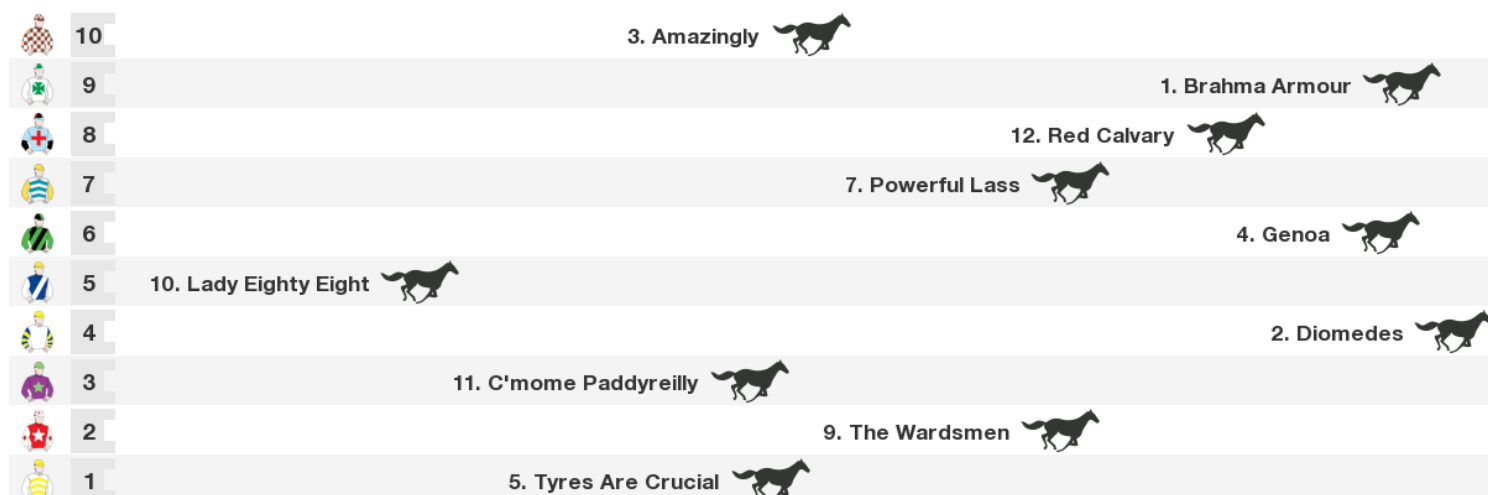 10 3. Amazingly
9 1. Brahma Armour
8 12. Red Calvary
7 7. Powerful Lass
6 4. Genoa
5 10. Lady Eighty Eight
4 2. Diomedes
3 11. C'mome Paddyreilly
2 9. The Wardsmen
1 5. Tyres Are Crucial